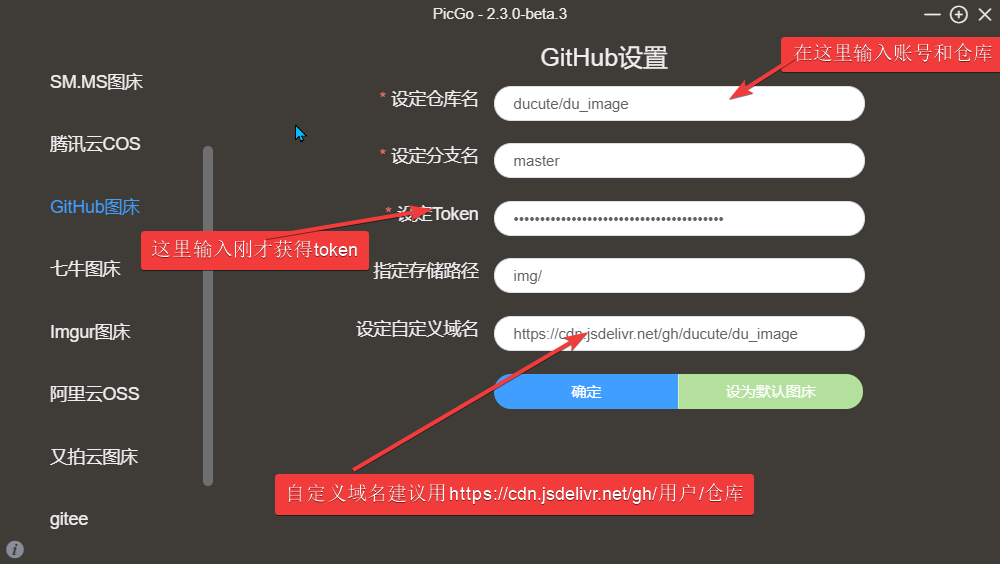 PicGo - 2.3.0-beta.3
GitHub设置
在这里输入账号和仓库
SM.MS图床
腾讯云COS
GitHub图床
七牛图床
Imgur图床
阿里云OSS
又拍云图床
gitee
* 设定仓库名
ducute/du_image
* 设定分支名
master
* 设定Token
••••••••••••••••••••••••••••••••••••••••
这里输入刚才获得token
指定存储路径
img/
设定自定义域名
https://cdn.jsdelivr.net/gh/ducute/du_image
确定
设为默认图床
自定义域名建议用https://cdn.jsdelivr.net/gh/用户/仓库